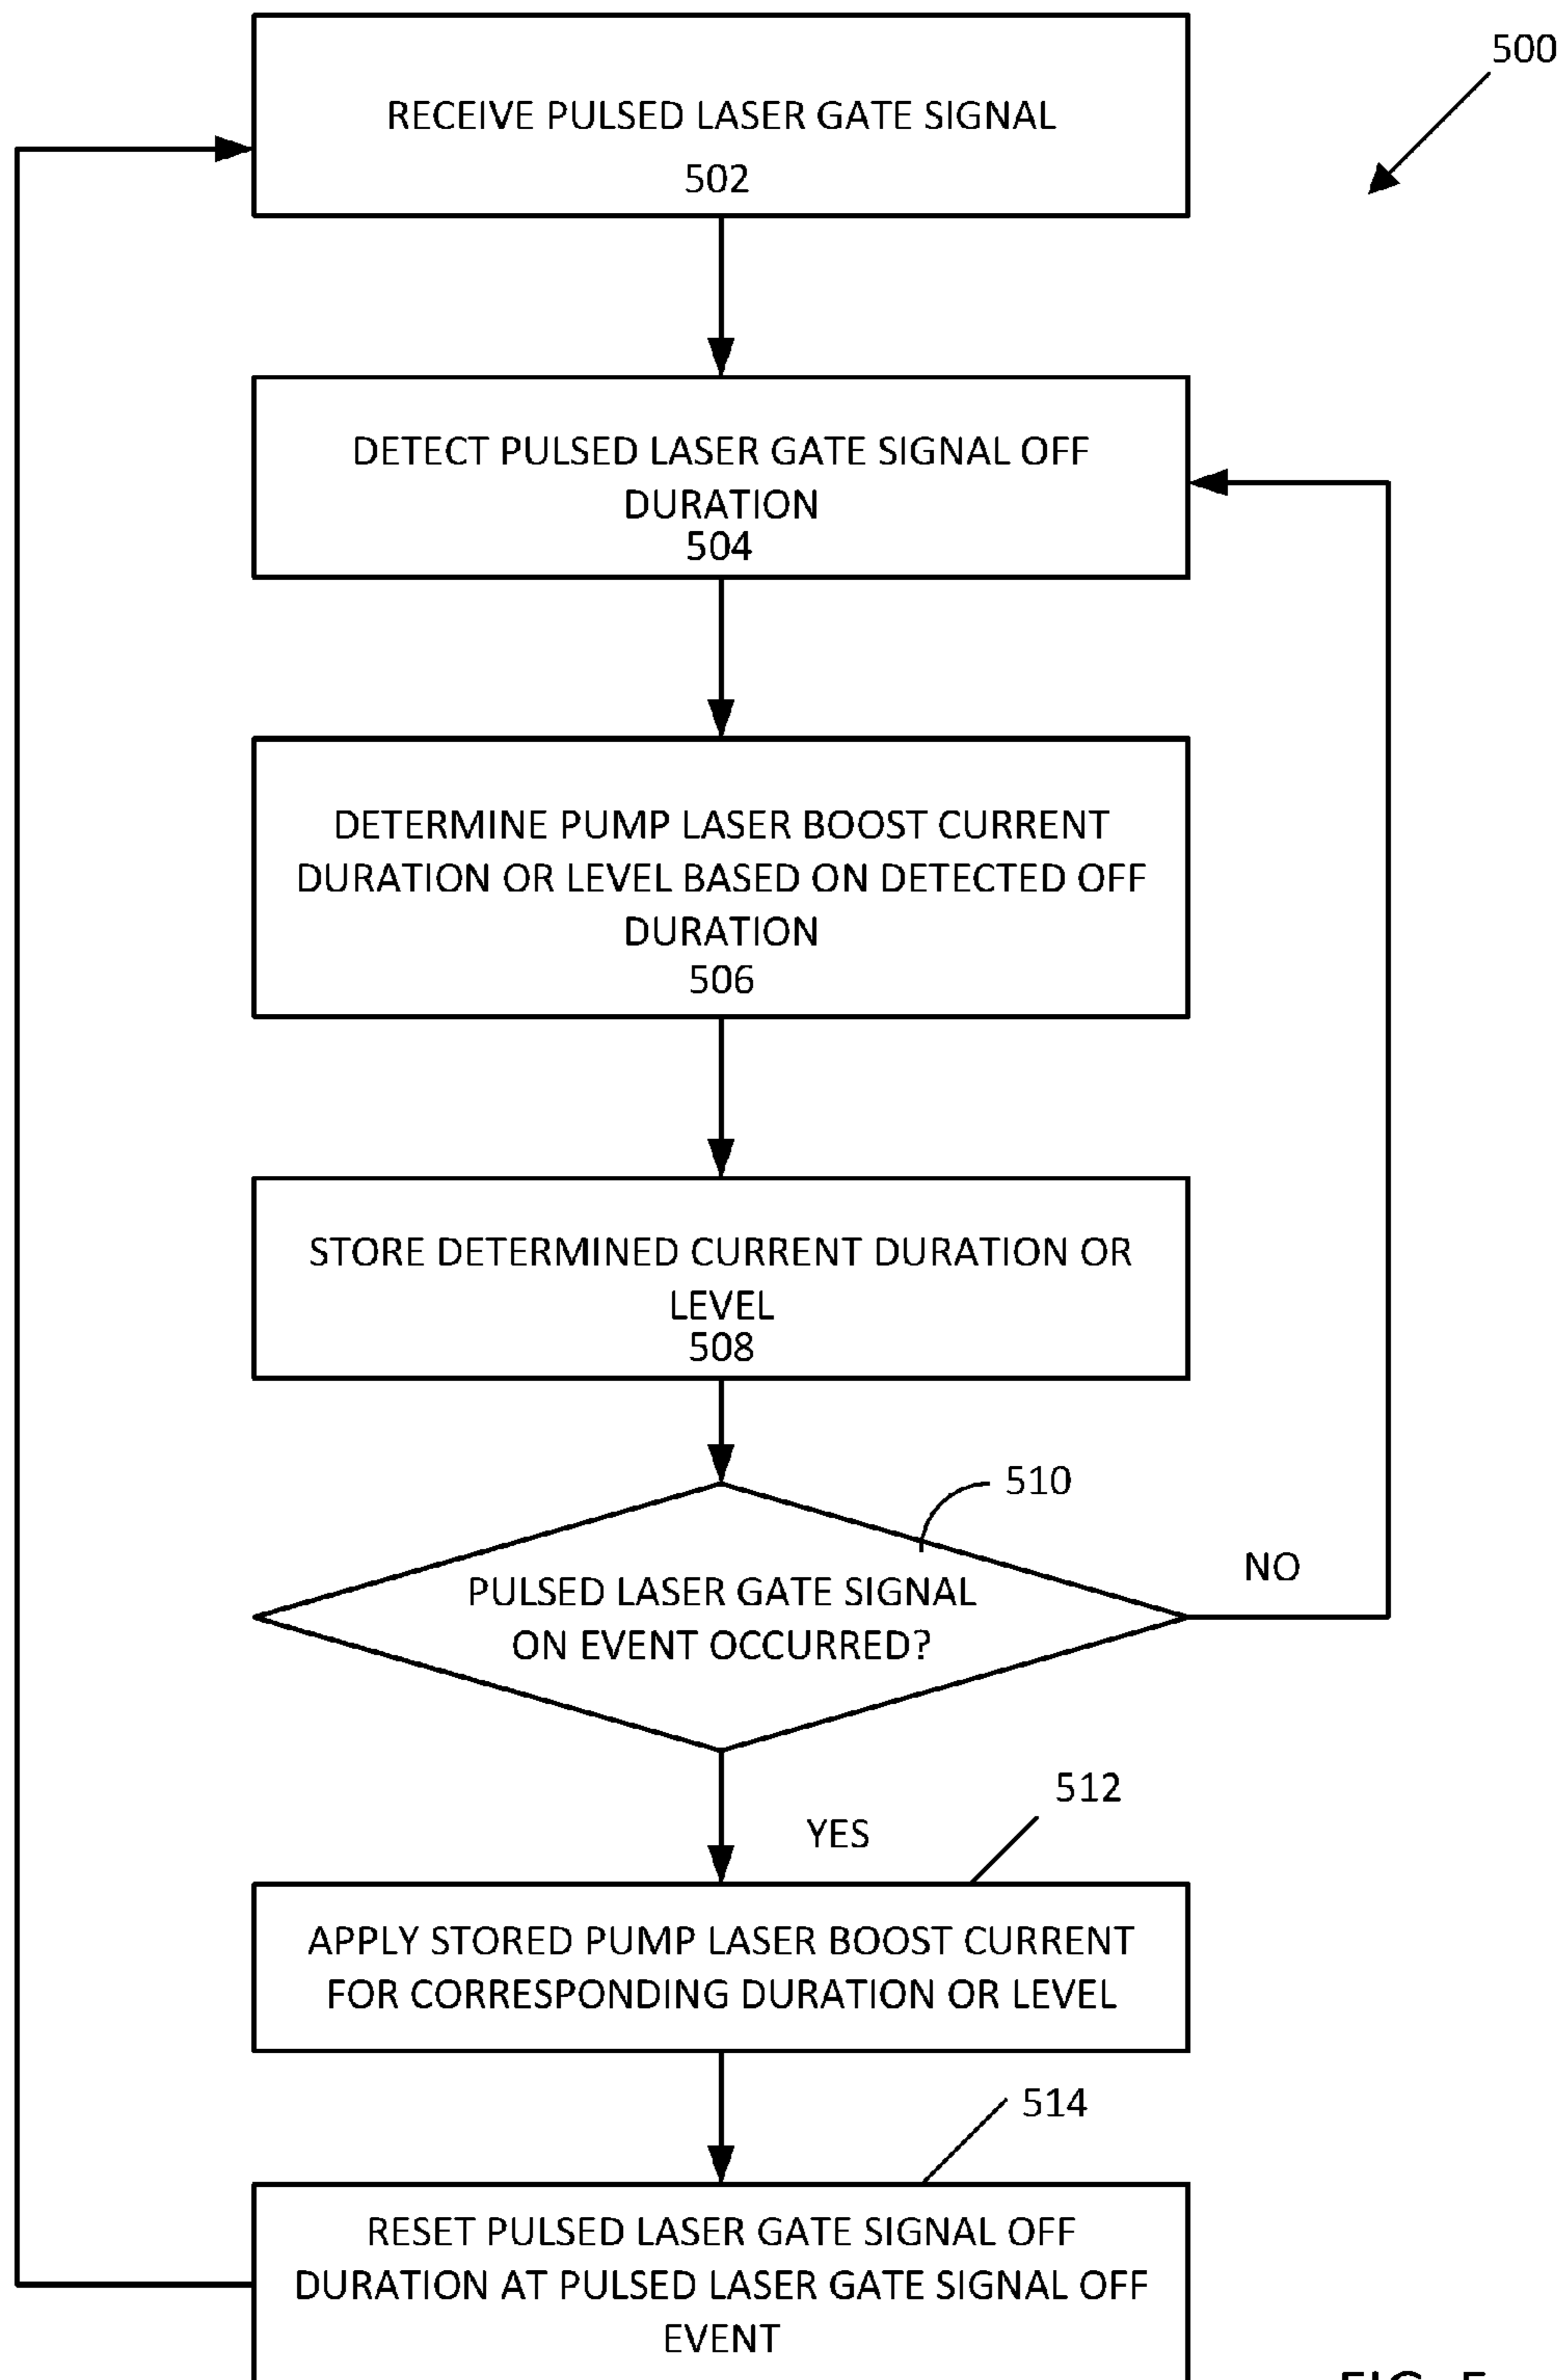 500
RECEIVE PULSED LASER GATE SIGNAL
502
DETECT PULSED LASER GATE SIGNAL OFF
DURATION
504
DETERMINE PUMP LASER BOOST CURRENT
DURATION OR LEVEL BASED ON DETECTED OFF
DURATION
506
STORE DETERMINED CURRENT DURATION OR
LEVEL
508
510
PULSED LASER GATE SIGNAL
ON EVENT OCCURRED?
NO
YES
512
APPLY STORED PUMP LASER BOOST CURRENT
FOR CORRESPONDING DURATION OR LEVEL
514
RESET PULSED LASER GATE SIGNAL OFF
DURATION AT PULSED LASER GATE SIGNAL OFF
EVENT